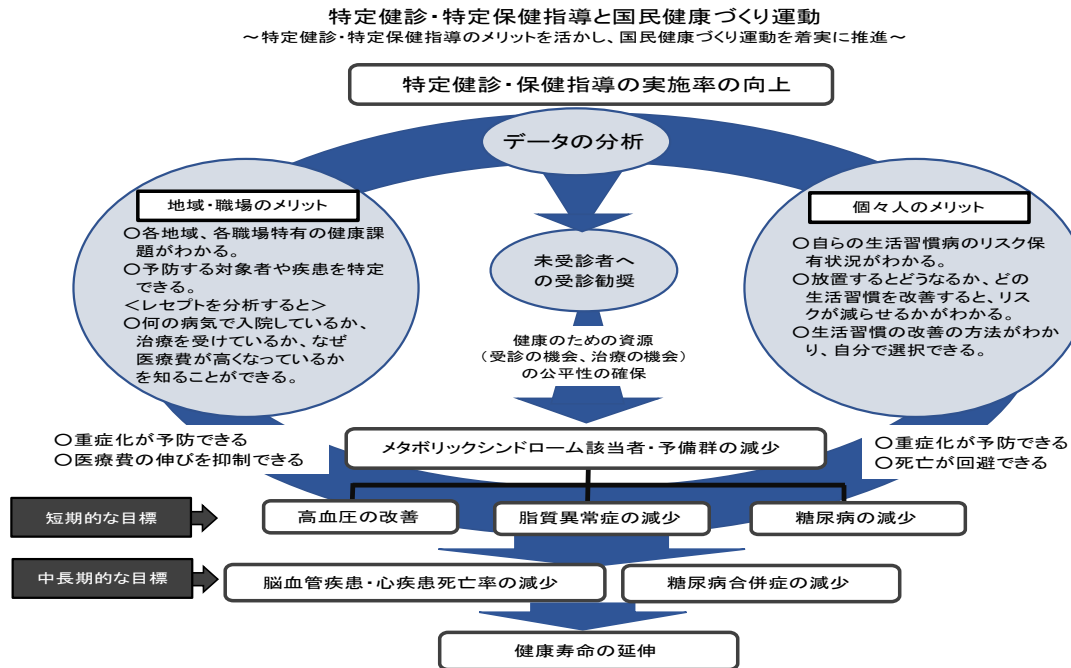 特定健診・特定保健指導と国民健康づくり運動
～特定健診・特定保健指導のメリットを活かし、国民健康づくり運動を着実に推進～
特定健診・保健指導の実施率の向上
データの分析
地域・職場のメリット
○各地域、各職場特有の健康課
題がわかる。
○予防する対象者や疾患を特定
できる。
＜レセプトを分析すると＞
○何の病気で入院しているか、
治療を受けているか、なぜ
医療費が高くなっているか
を知ることができる。
未受診者へ
の受診勧奨
個々人のメリット
○自らの生活習慣病のリスク保
有状況がわかる。
○放置するとどうなるか、どの
生活習慣を改善すると、リス
クが減らせるかがわかる。
○生活習慣の改善の方法がわか
り、自分で選択できる。
健康のための資源
（受診の機会、治療の機会）
の公平性の確保
○重症化が予防できる
○医療費の伸びを抑制できる
メタボリックシンドローム該当者・予備群の減少
○重症化が予防できる
○死亡が回避できる
短期的な目標
高血圧の改善
脂質異常症の減少
糖尿病の減少
中長期的な目標
脳血管疾患・心疾患死亡率の減少
糖尿病合併症の減少
健康寿命の延伸